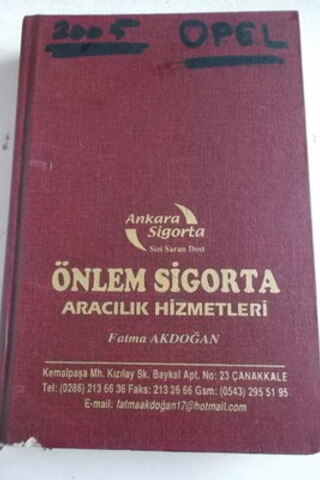 2005 OPEL
Ankara
Sigorta
Sizi Saran Dost
ÖNLEM SİGORTA
ARACILIK HİZMETLERİ
Fatma AKDOĞAN
Kemalpaşa Mh. Kızılay Sk. Baykal Apt. No: 23 ÇANAKKALE
Tel: (0286) 213 66 36 Faks: 213 26 66 Gsm: (0543) 295 51 95
E-mail: fatmaakdoğan17@hotmail.com